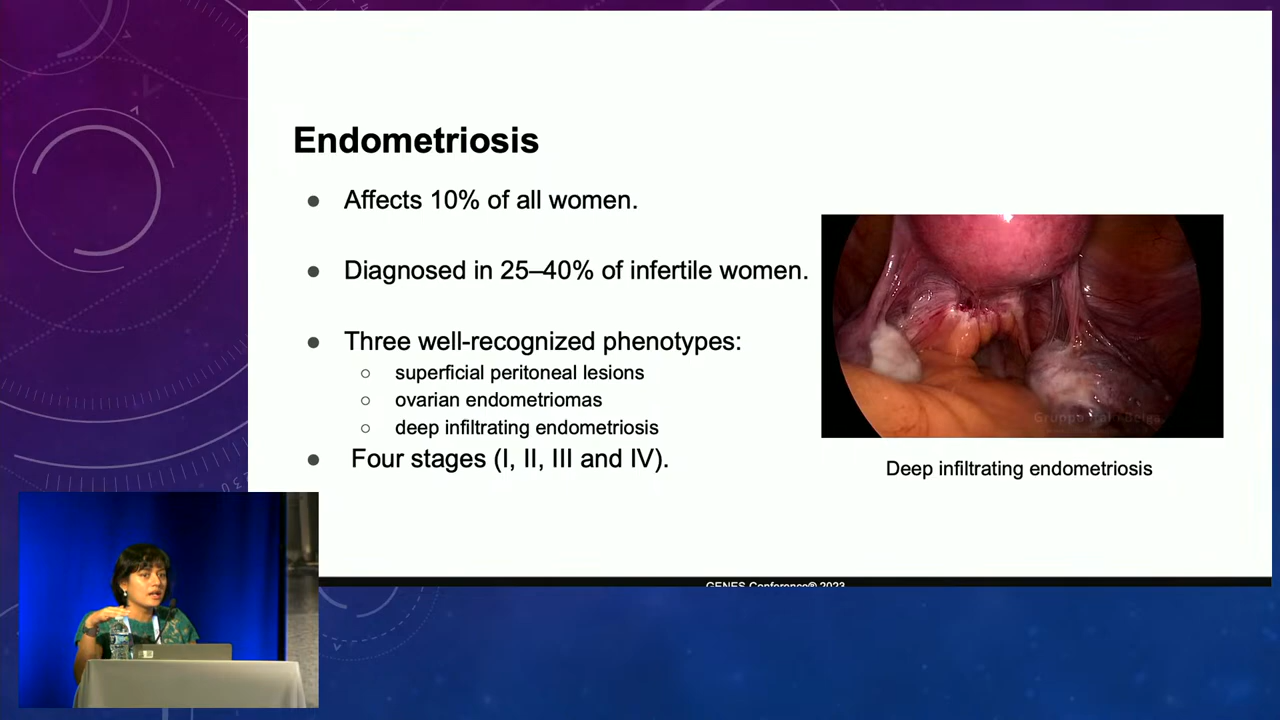 Endometriosis
● Affects 10% of all women.
● Diagnosed in 25–40% of infertile women.
● Three well-recognized phenotypes:
○ superficial peritoneal lesions
○ ovarian endometriomas
○ deep infiltrating endometriosis
● Four stages (I, II, III and IV).
Deep infiltrating endometriosis
GENES Conference® 2023